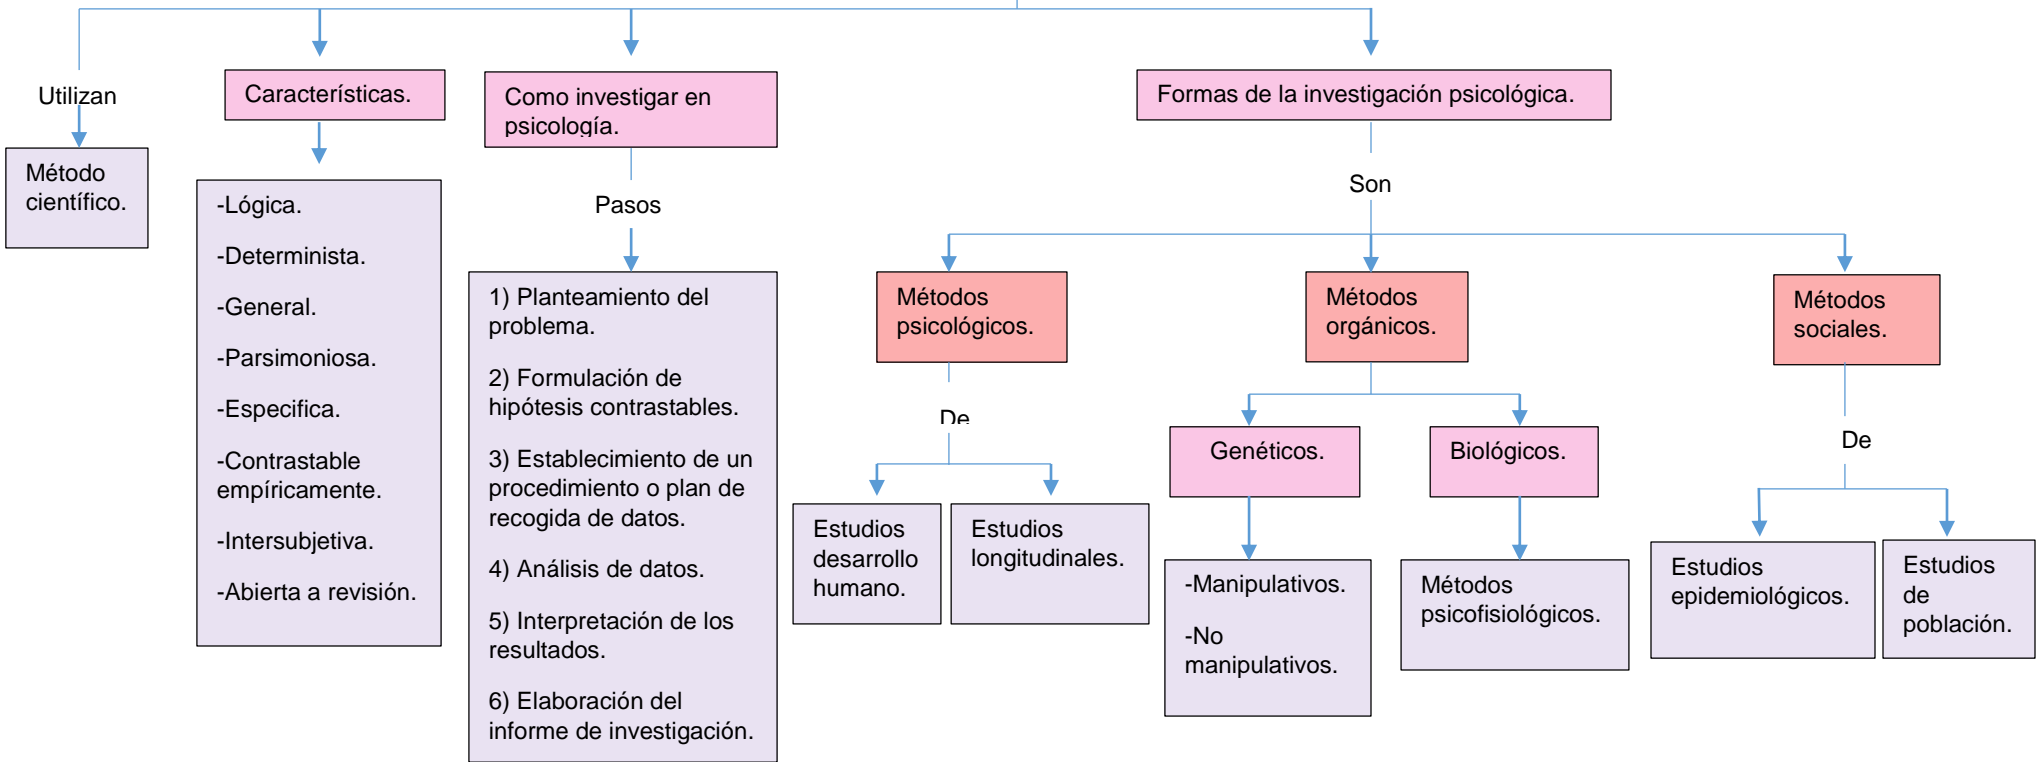 Utilizan
Método
científico.
Características.
-Lógica.
-Determinista.
-General.
-Parsimoniosa.
-Especifica.
-Contrastable
empíricamente.
-Intersubjetiva.
-Abierta a revisión.
Como investigar en
psicología.
Pasos
1) Planteamiento del
problema.
2) Formulación de
hipótesis contrastables.
3) Establecimiento de un
procedimiento o plan de
recogida de datos.
4) Análisis de datos.
5) Interpretación de los
resultados.
6) Elaboración del
informe de investigación.
Formas de la investigación psicológica.
Son
Métodos
psicológicos.
De
Estudios
desarrollo
humano.
Estudios
longitudinales.
Métodos
orgánicos.
Genéticos.
-Manipulativos.
-No
manipulativos.
Biológicos.
Métodos
psicofisiológicos.
Métodos
sociales.
De
Estudios
epidemiológicos.
Estudios
de
población.